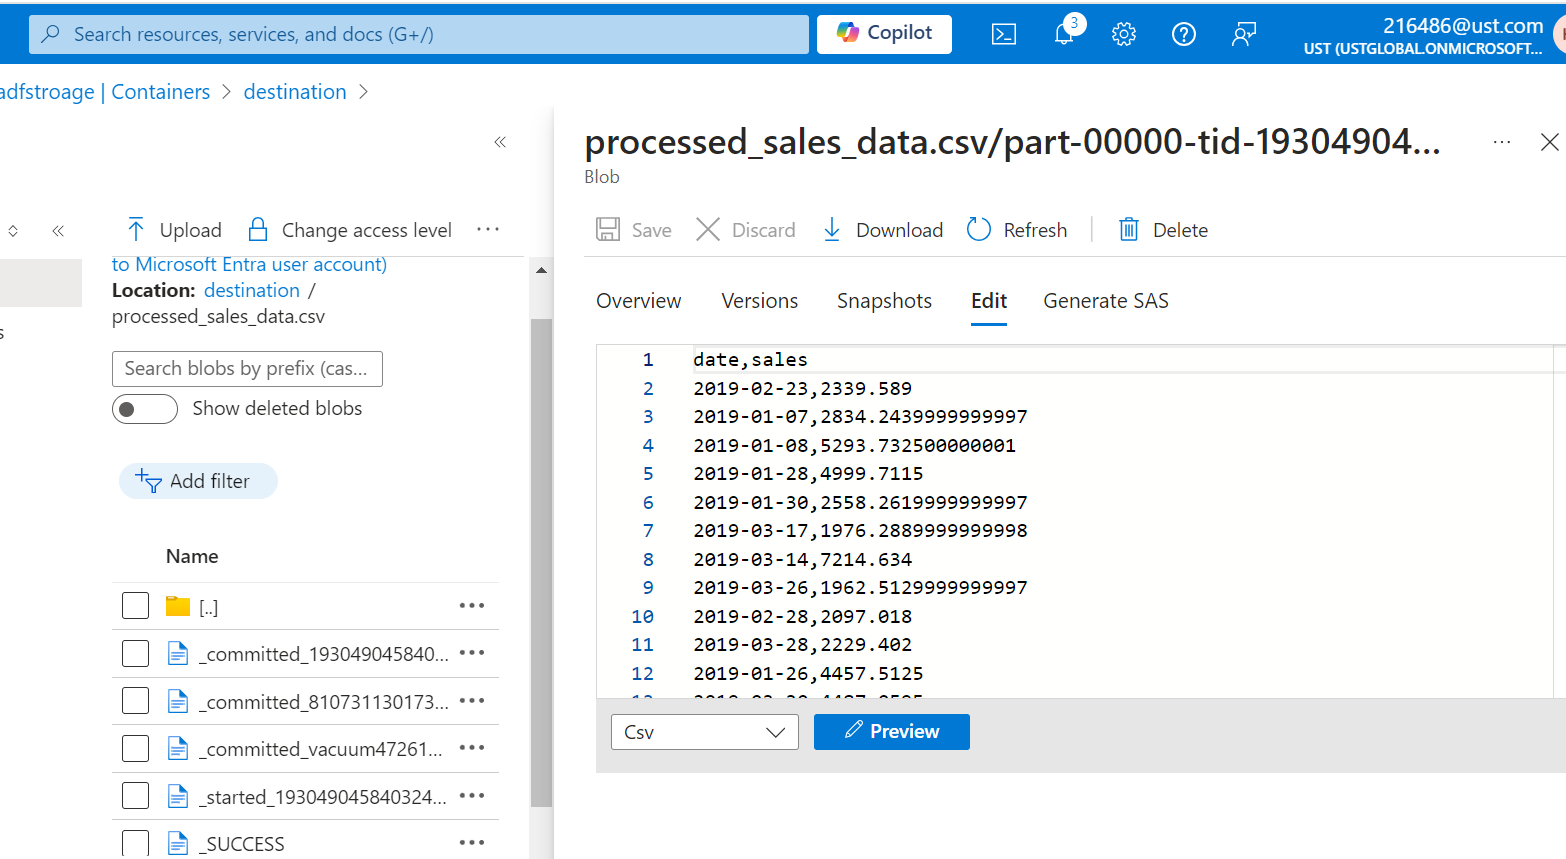 Search resources, services, and docs (G+/)
Copilot
3
216486@ust.com
UST (USTGLOBAL.ONMICROSOFT...
adfstroage | Containers > destination >
«
processed_sales_data.csv/part-00000-tid-19304904...
...
Blob
«
Upload
Change access level
...
Save
Discard
Download
Refresh
Delete
to Microsoft Entra user account)
Location: destination /
processed_sales_data.csv
s
Search blobs by prefix (cas...
Show deleted blobs
Add filter
Name
[..]
_committed_193049045840...
_committed_810731130173...
_committed_vacuum47261...
_started_193049045840324...
_SUCCESS
Overview
Versions
Snapshots
Edit
Generate SAS
1 date,sales
2 2019-02-23,2339.589
3 2019-01-07,2834.2439999999997
4 2019-01-08,5293.732500000001
5 2019-01-28,4999.7115
6 2019-01-30,2558.2619999999997
7 2019-03-17,1976.2889999999998
8 2019-03-14,7214.634
9 2019-03-26,1962.5129999999997
10 2019-02-28,2097.018
11 2019-03-28,2229.402
12 2019-01-26,4457.5125
Csv
Preview